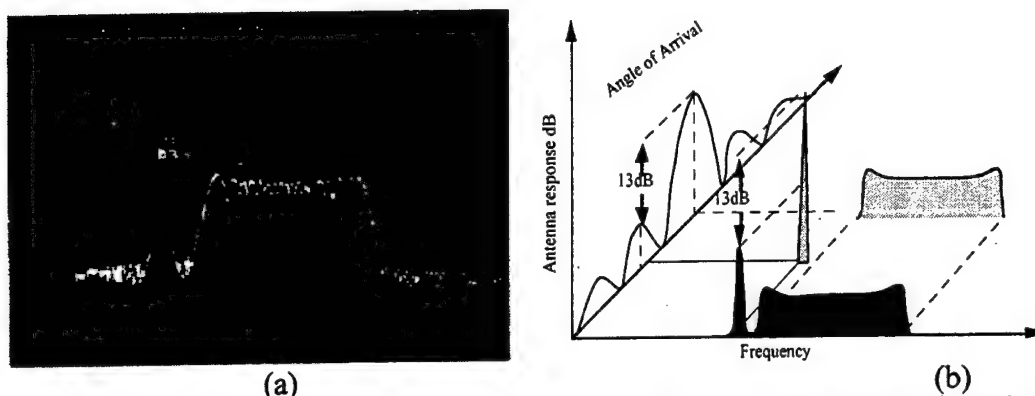 Angle of Arrival
Antenna response dB
13dB
13dB
Frequency
(a)
(b)